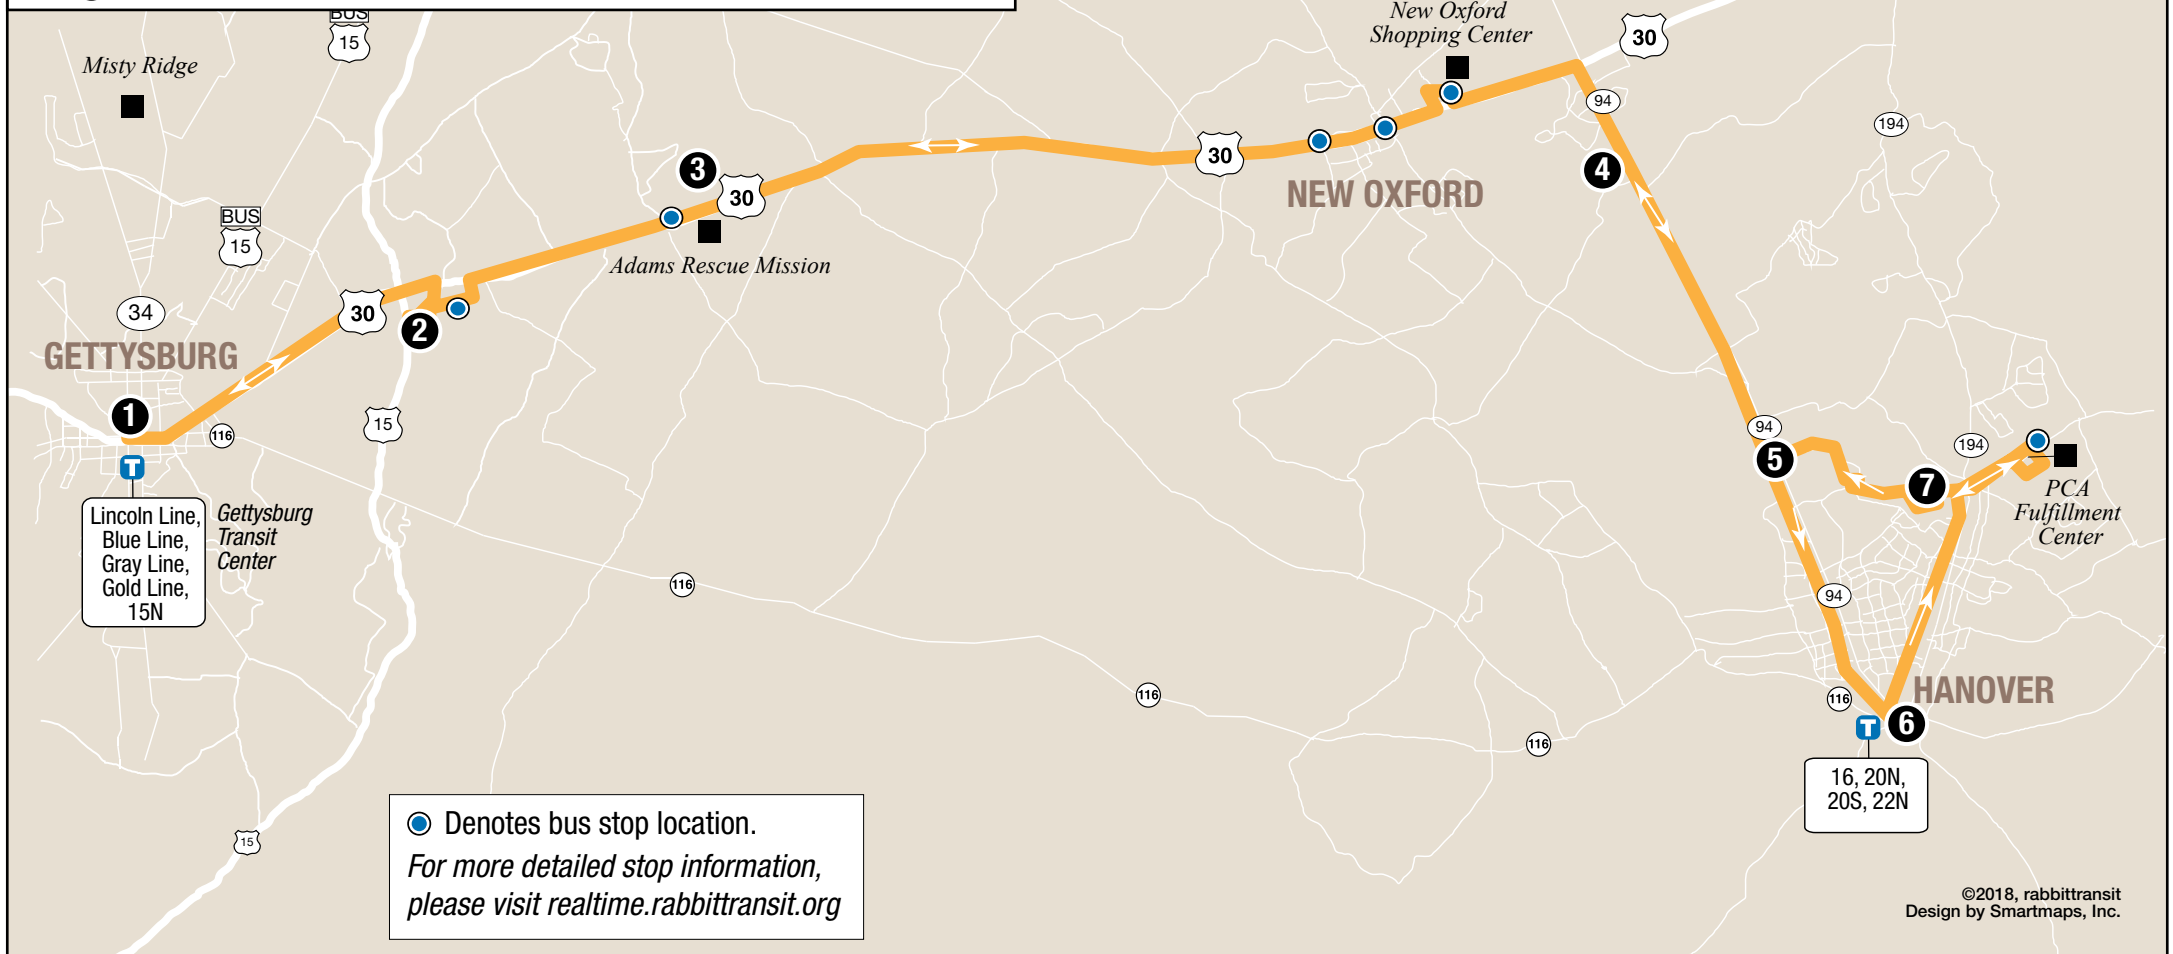 BUS
15
Misty Ridge
New Oxford
Shopping Center
30
94
194
3
30
30
4
NEW OXFORD
BUS
15
Adams Rescue Mission
34
30
2
GETTYSBURG
1
116
15
T
Lincoln Line,
Blue Line,
Gray Line,
Gold Line,
15N
Gettysburg
Transit
Center
94
5
194
7
PCA
Fulfillment
Center
116
94
116
116
116
HANOVER
T
6
16, 20N,
20S, 22N
15
Denotes bus stop location.
For more detailed stop information,
please visit realtime.rabbittransit.org
©2018, rabbittransit
Design by Smartmaps, Inc.